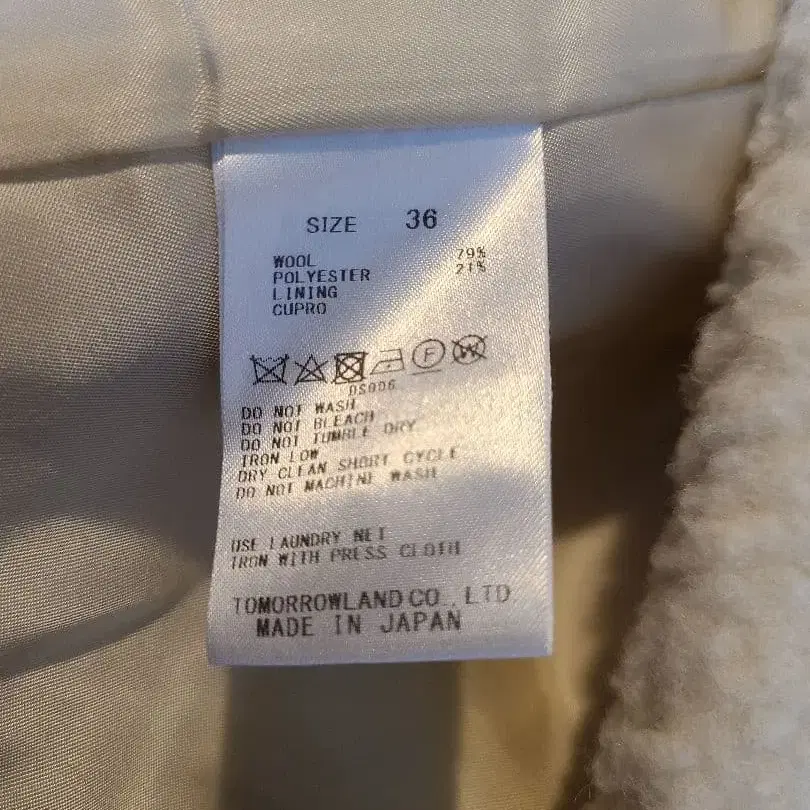 SIZE 36
WOOL 79%
POLYESTER 21%
LINING
CUPRO
F W
DS006
DO NOT WASH
DO NOT BLEACH
DO NOT TUMBLE DRY
IRON LOW
DRY CLEAN SHORT CYCLE
DO NOT MACHINE WASH
USE LAUNDRY NET
IRON WITH PRESS CLOTH
TOMORROWLAND CO., LTD
MADE IN JAPAN